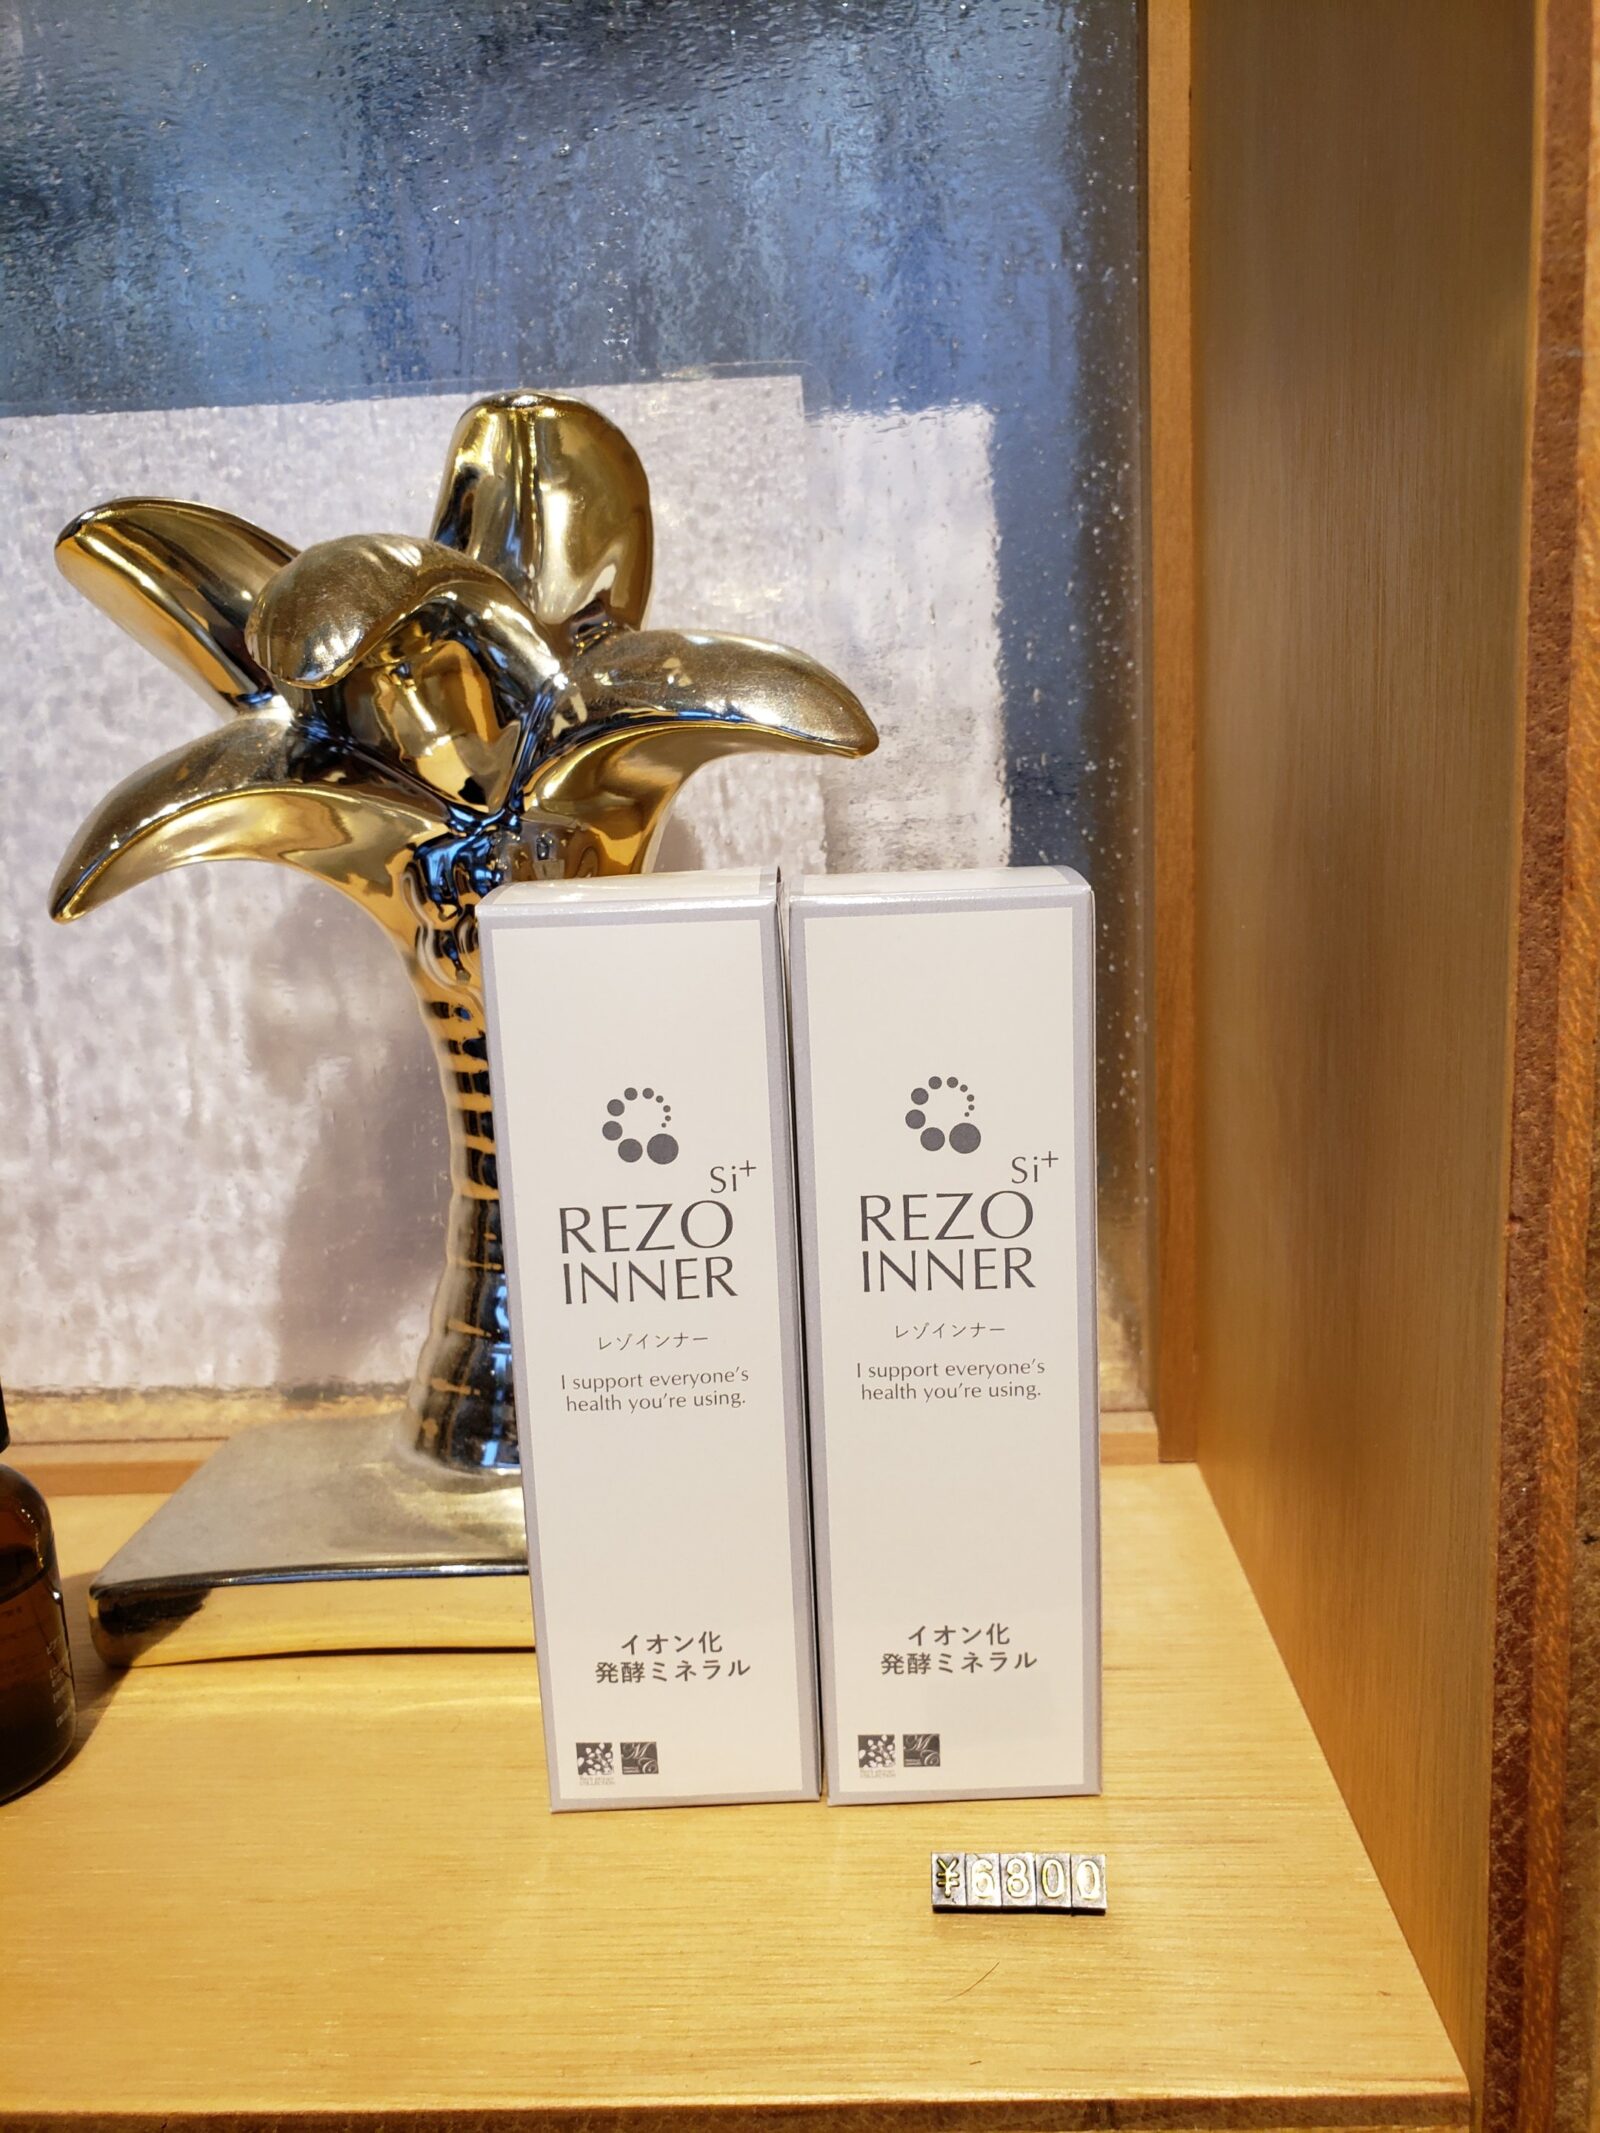 Si+
REZO
INNER
レゾインナー
I support everyone's
health you're using.
イオン化
発酵ミネラル
Si+
REZO
INNER
レゾインナー
I support everyone's
health you're using.
イオン化
発酵ミネラル
¥6800